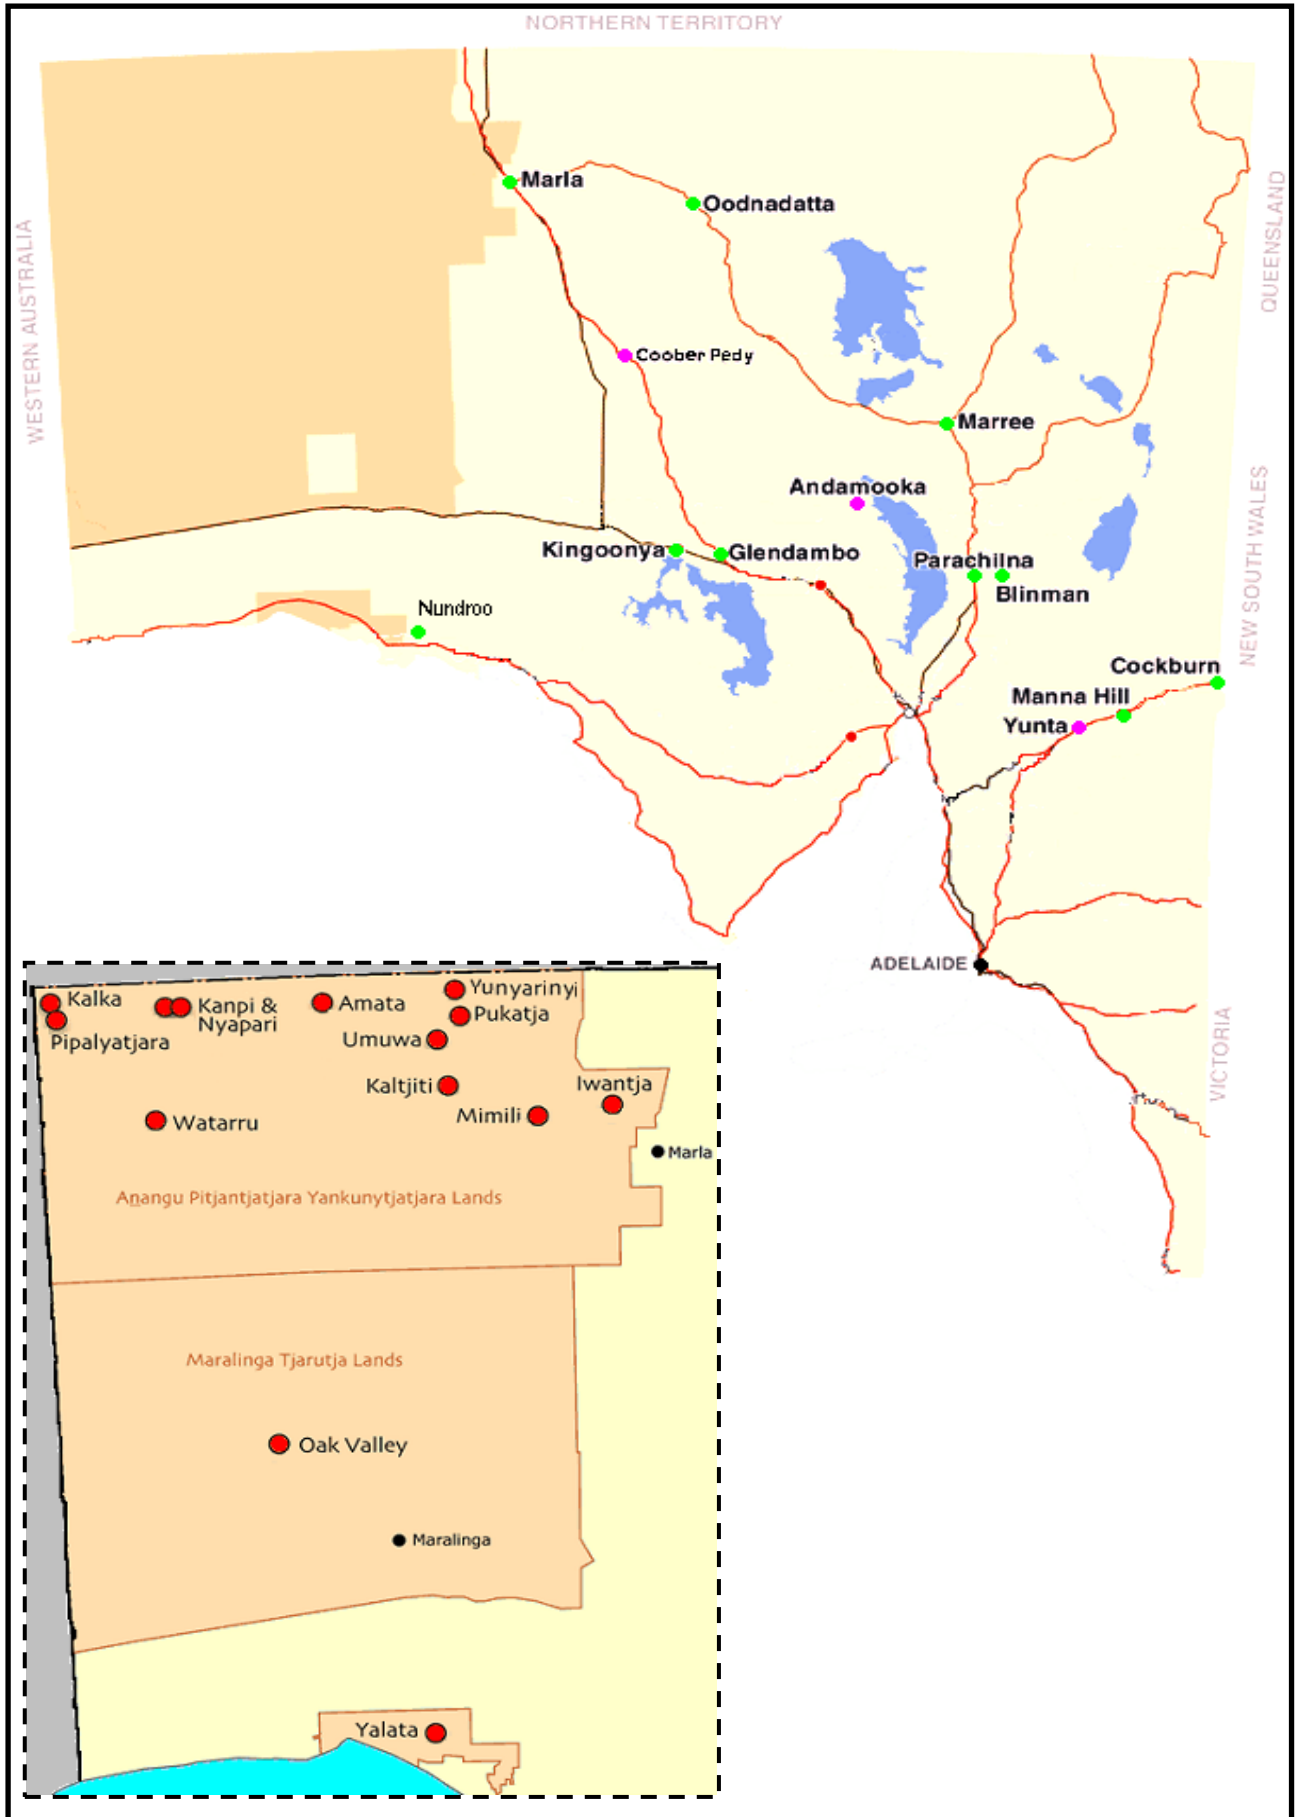 NORTHERN TERRITORY
Marla
Oodnadatta
QUEENSLAND
WESTERN AUSTRALIA
Coober Pedy
Marree
Andamooka
NEW SOUTH WALES
Kingoonya
Glendambo
Parachilna
Blinman
Nundroo
Cockburn
Manna Hill
Yunta
ADELAIDE
VICTORIA
Kalka
Pipalyatjara
Kanpi &
Nyapari
Amata
Yunyarinyi
Pukatja
Umuwa
Kaltjiti
Iwantja
Mimili
Watarru
Marla
Anangu Pitjantjatjara Yankunytjatjara Lands
Maralinga Tjarutja Lands
Oak Valley
Maralinga
Yalata